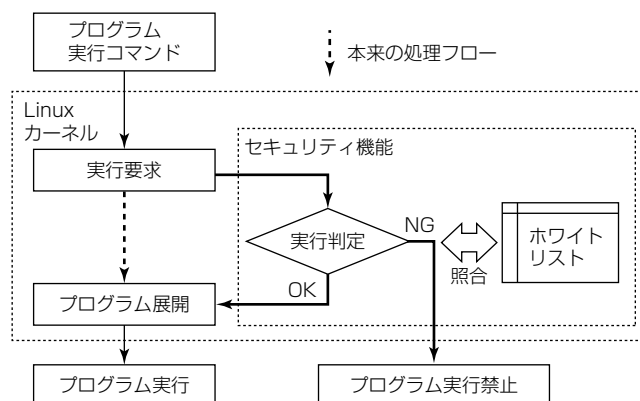 プログラム
実行コマンド
本来の処理フロー
Linux
カーネル
セキュリティ機能
実行要求
実行判定
NG
照合
ホワイト
リスト
OK
プログラム展開
プログラム実行
プログラム実行禁止